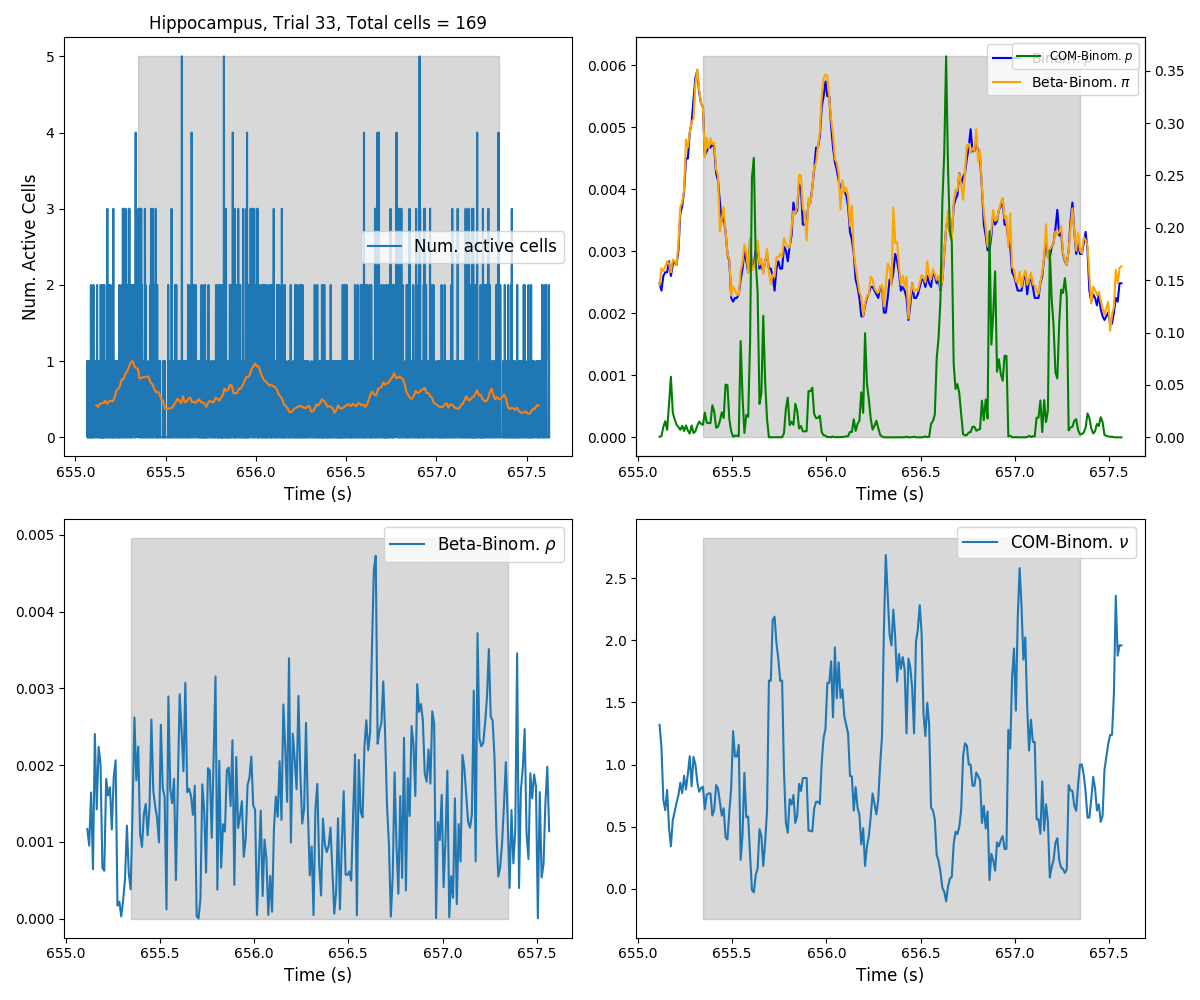 Hippocampus, Trial 33, Total cells = 169
5
4
3
2
1
0
Num. Active Cells
Num. active cells
655.0 655.5 656.0 656.5 657.0 657.5
Time (s)
0.006
0.005
0.004
0.003
0.002
0.001
0.000
COM-Binom. p
Binom. p
Beta-Binom. π
0.35
0.30
0.25
0.20
0.15
0.10
0.05
0.00
655.0 655.5 656.0 656.5 657.0 657.5
Time (s)
0.005
0.004
0.003
0.002
0.001
0.000
Beta-Binom. ρ
655.0 655.5 656.0 656.5 657.0 657.5
Time (s)
2.5
2.0
1.5
1.0
0.5
0.0
COM-Binom. ν
655.0 655.5 656.0 656.5 657.0 657.5
Time (s)